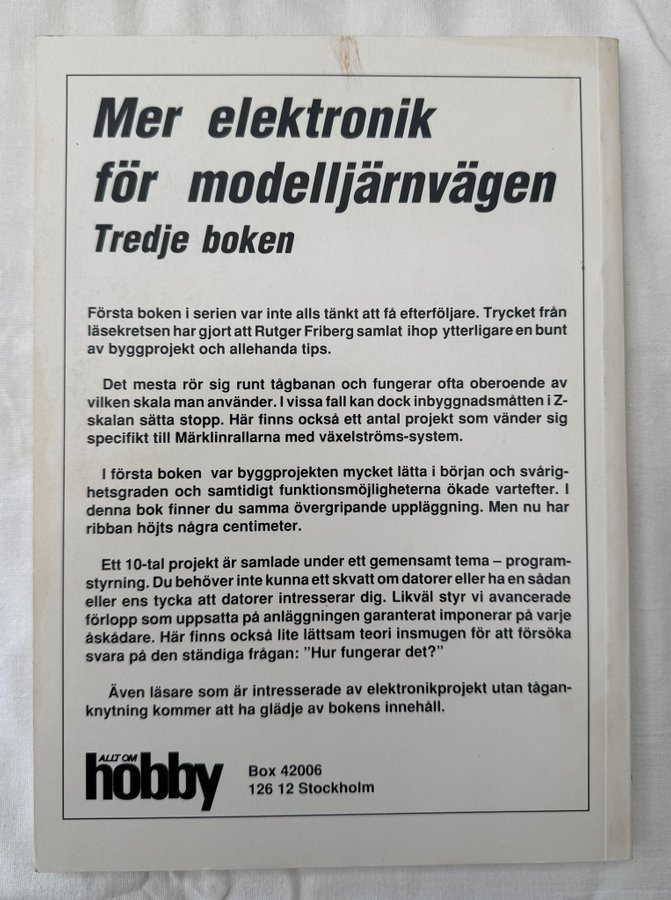 Mer elektronik
för modelljärnvägen
Tredje boken
Första boken i serien var inte alls tänkt att få efterföljare. Trycket från
läsekretsen har gjort att Rutger Friberg samlat ihop ytterligare en bunt
av byggprojekt och allehanda tips.
Det mesta rör sig runt tågbanan och fungerar ofta oberoende av
vilken skala man använder. I vissa fall kan dock inbyggnadsmåtten i Z-
skalan sätta stopp. Här finns också ett antal projekt som vänder sig
specifikt till Märklinrallarna med växelströms-system.
I första boken var byggprojekten mycket lätta i början och svårig-
hetsgraden och samtidigt funktionsmöjligheterna ökade vartefter. I
denna bok finner du samma övergripande uppläggning. Men nu har
ribban höjts några centimeter.
Ett 10-tal projekt är samlade under ett gemensamt tema – program-
styrning. Du behöver inte kunna ett skvatt om datorer eller ha en sådan
eller ens tycka att datorer intresserar dig. Likväl styr vi avancerade
förlopp som uppsatta på anläggningen garanterat imponerar på varje
åskådare. Här finns också lite lättsam teori insmugen för att försöka
svara på den ständiga frågan: ”Hur fungerar det?”
Även läsare som är intresserade av elektronikprojekt utan tågan-
knytning kommer att ha glädje av bokens innehåll.
ALLT OM
hobby
Box 42006
126 12 Stockholm